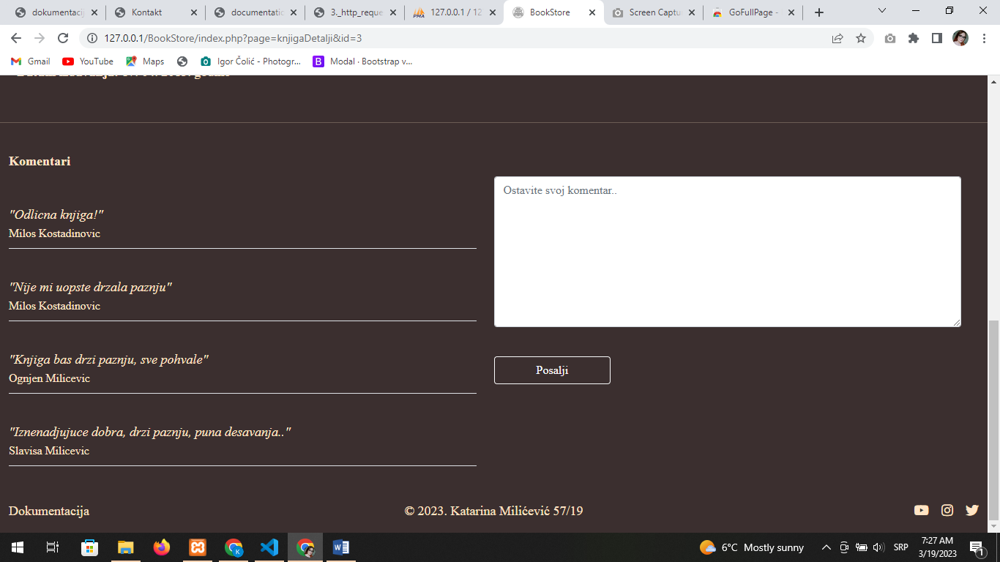 dokumentacij
Kontakt
documentatio
3._http_reque
127.0.0.1 / 12
BookStore
Screen Captu
GoFullPage -
127.0.0.1/BookStore/index.php?page=knjigaDetalji&id=3
Gmail
YouTube
Maps
Igor Čolić - Photogr...
B
Modal · Bootstrap v...
Komentari
Ostavite svoj komentar..
"Odlicna knjiga!"
Milos Kostadinovic
"Nije mi uopste drzala paznju"
Milos Kostadinovic
"Knjiga bas drzi paznju, sve pohvale"
Ognjen Milicevic
Posalji
"Iznenadjujuce dobra, drzi paznju, puna desavanja.."
Slavisa Milicevic
Dokumentacija
© 2023. Katarina Milićević 57/19
6°C Mostly sunny
SRP
7:27 AM
3/19/2023
1